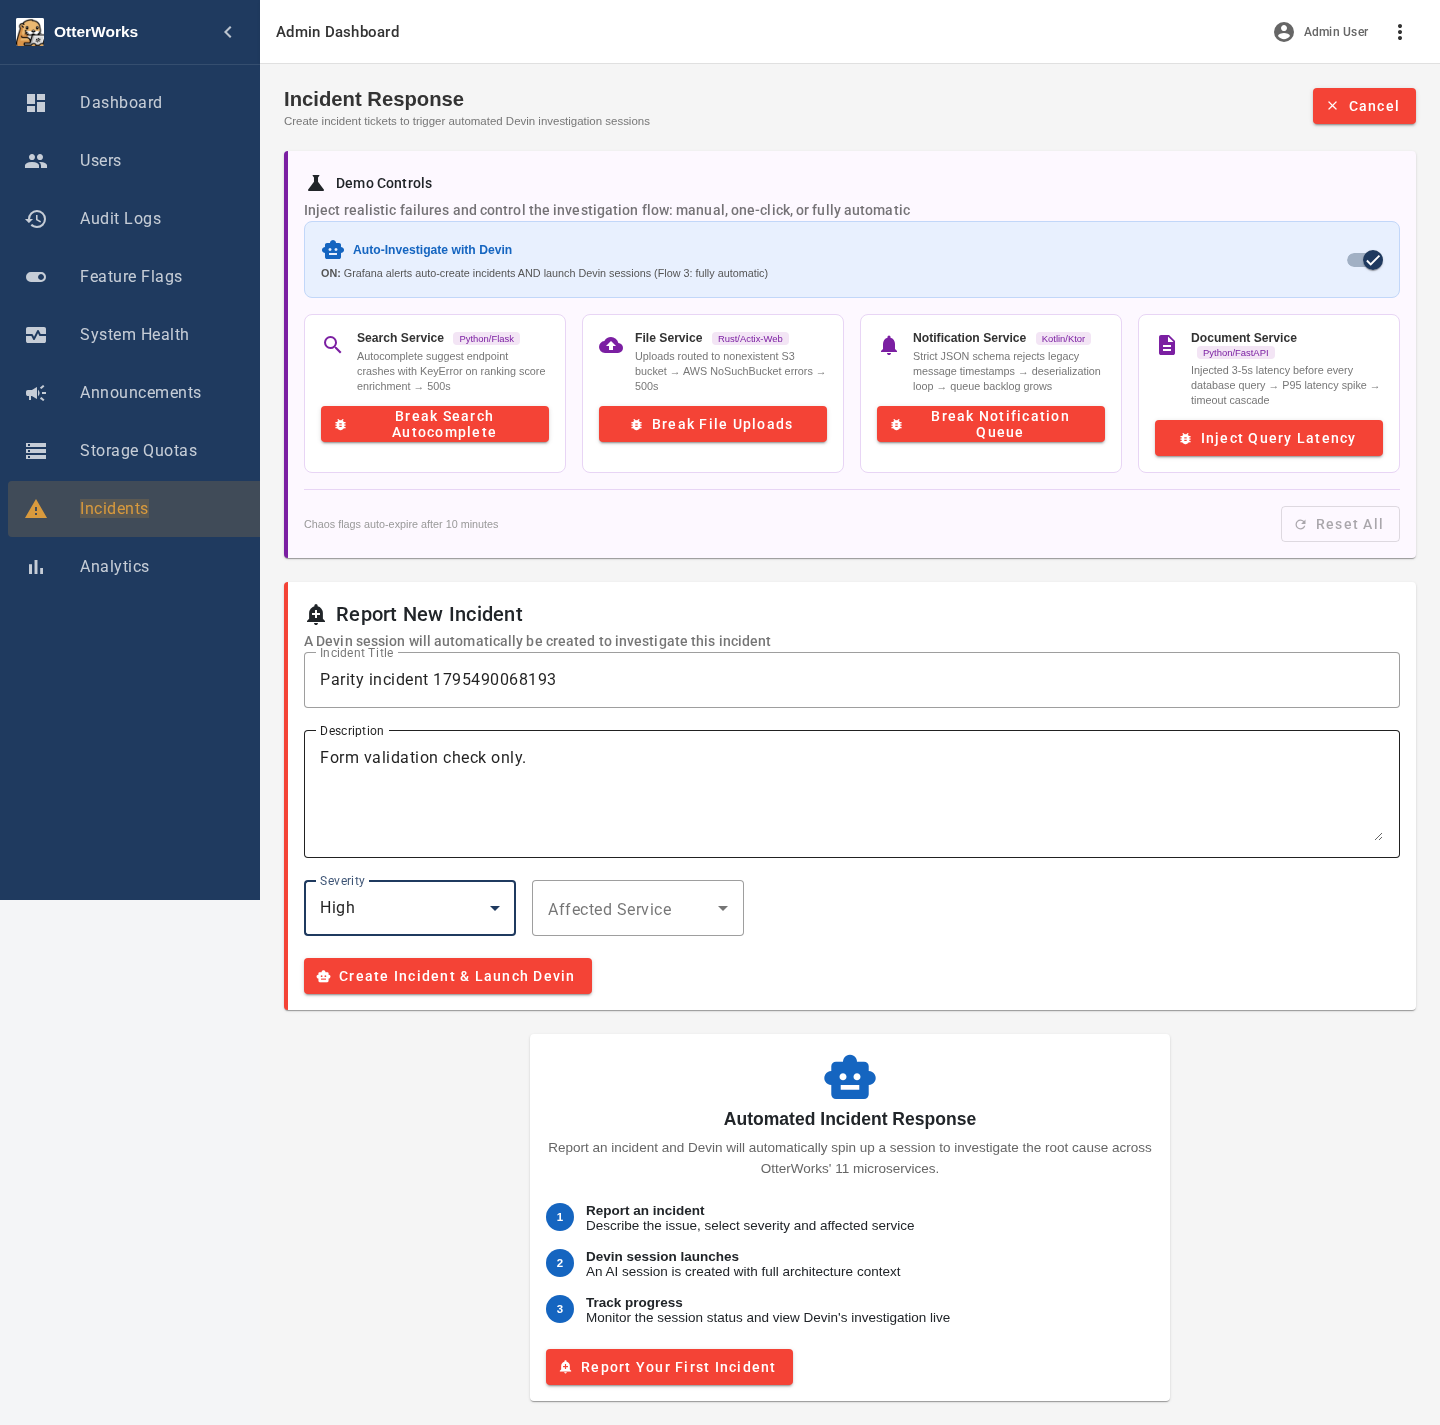 OtterWorks
Admin Dashboard
Admin User
Dashboard
Users
Audit Logs
Feature Flags
System Health
Announcements
Storage Quotas
Incidents
Analytics
Incident Response
Create incident tickets to trigger automated Devin investigation sessions
Cancel
Demo Controls
Inject realistic failures and control the investigation flow: manual, one-click, or fully automatic
Auto-Investigate with Devin
ON: Grafana alerts auto-create incidents AND launch Devin sessions (Flow 3: fully automatic)
Search Service Python/Flask
Autocomplete suggest endpoint
crashes with KeyError on ranking score
enrichment → 500s
Break Search
Autocomplete
File Service Rust/Actix-Web
Uploads routed to nonexistent S3
bucket → AWS NoSuchBucket errors →
500s
Break File Uploads
Notification Service Kotlin/Ktor
Strict JSON schema rejects legacy
message timestamps → deserialization
loop → queue backlog grows
Break Notification
Queue
Document Service
Python/FastAPI
Injected 3-5s latency before every
database query → P95 latency spike →
timeout cascade
Inject Query Latency
Chaos flags auto-expire after 10 minutes
Reset All
Report New Incident
A Devin session will automatically be created to investigate this incident
Incident Title
Parity incident 1795490068193
Description
Form validation check only.
Severity
High
Affected Service
Create Incident & Launch Devin
Automated Incident Response
Report an incident and Devin will automatically spin up a session to investigate the root cause across
OtterWorks' 11 microservices.
1
Report an incident
Describe the issue, select severity and affected service
2
Devin session launches
An AI session is created with full architecture context
3
Track progress
Monitor the session status and view Devin's investigation live
Report Your First Incident